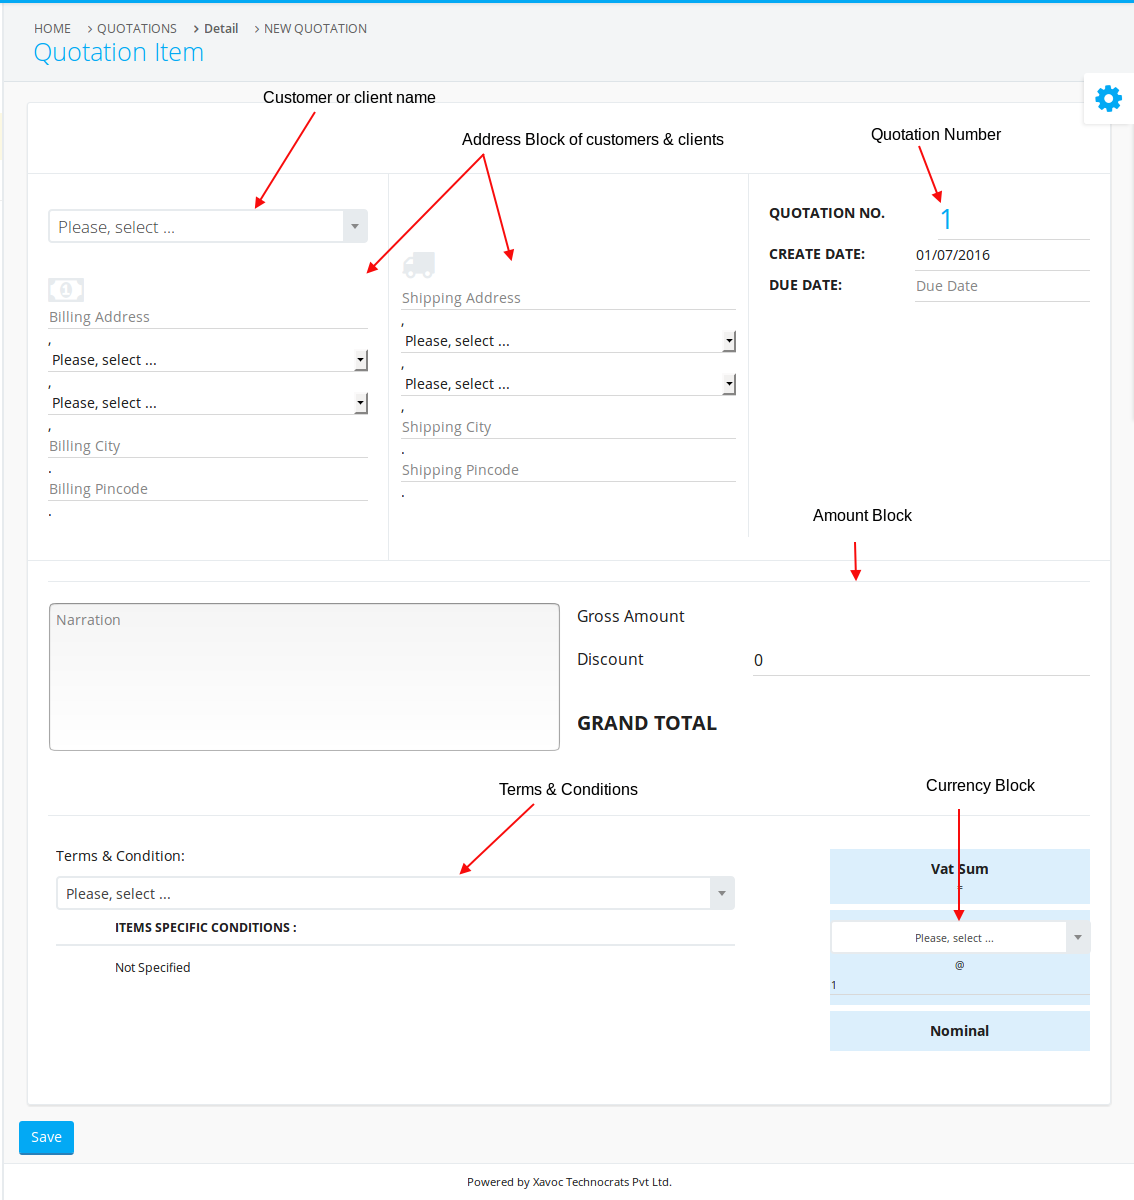 HOME > QUOTATIONS > Detail > NEW QUOTATION
Quotation Item
Customer or client name
Address Block of customers & clients
Quotation Number
Please, select ...
1
Billing Address
,
Please, select ...
,
Please, select ...
,
Billing City
.
Billing Pincode
.
Shipping Address
,
Please, select ...
,
Please, select ...
,
Shipping City
.
Shipping Pincode
.
QUOTATION NO. 1
CREATE DATE: 01/07/2016
DUE DATE: Due Date
Amount Block
Narration
Gross Amount
Discount 0
GRAND TOTAL
Terms & Conditions
Currency Block
Terms & Condition:
Please, select ...
ITEMS SPECIFIC CONDITIONS :
Not Specified
Vat Sum
=
Please, select ...
@
1
Nominal
Save
Powered by Xavoc Technocrats Pvt Ltd.